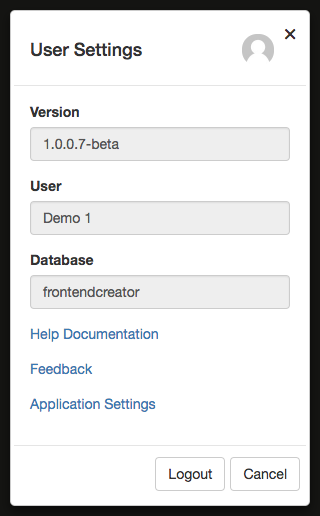 User Settings
×
Version
1.0.0.7-beta
User
Demo 1
Database
frontendcreator
Help Documentation
Feedback
Application Settings
Logout
Cancel